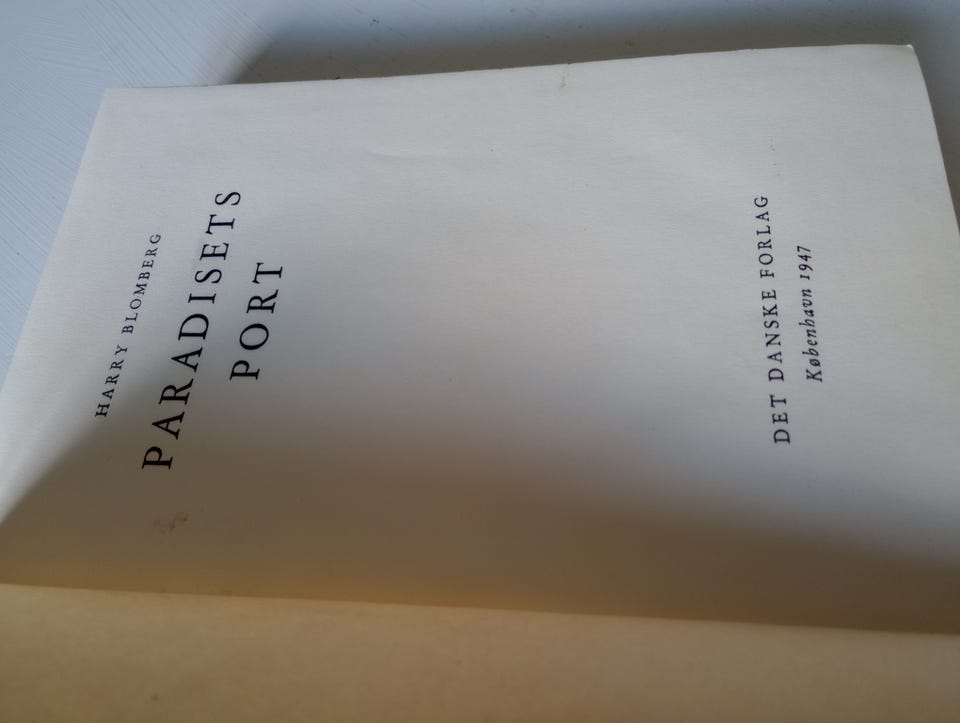 HARRY BLOMBERG
PARADISETS
PORT
DET DANSKE FORLAG
København 1947